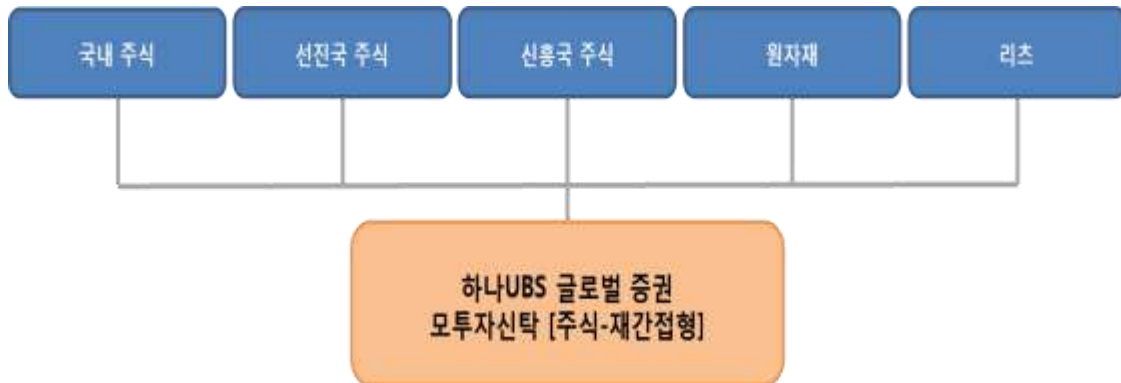 국내 주식
선진국 주식
신흥국 주식
원자재
리츠
하나UBS 글로벌 증권
모투자신탁 [주식-재간접형]